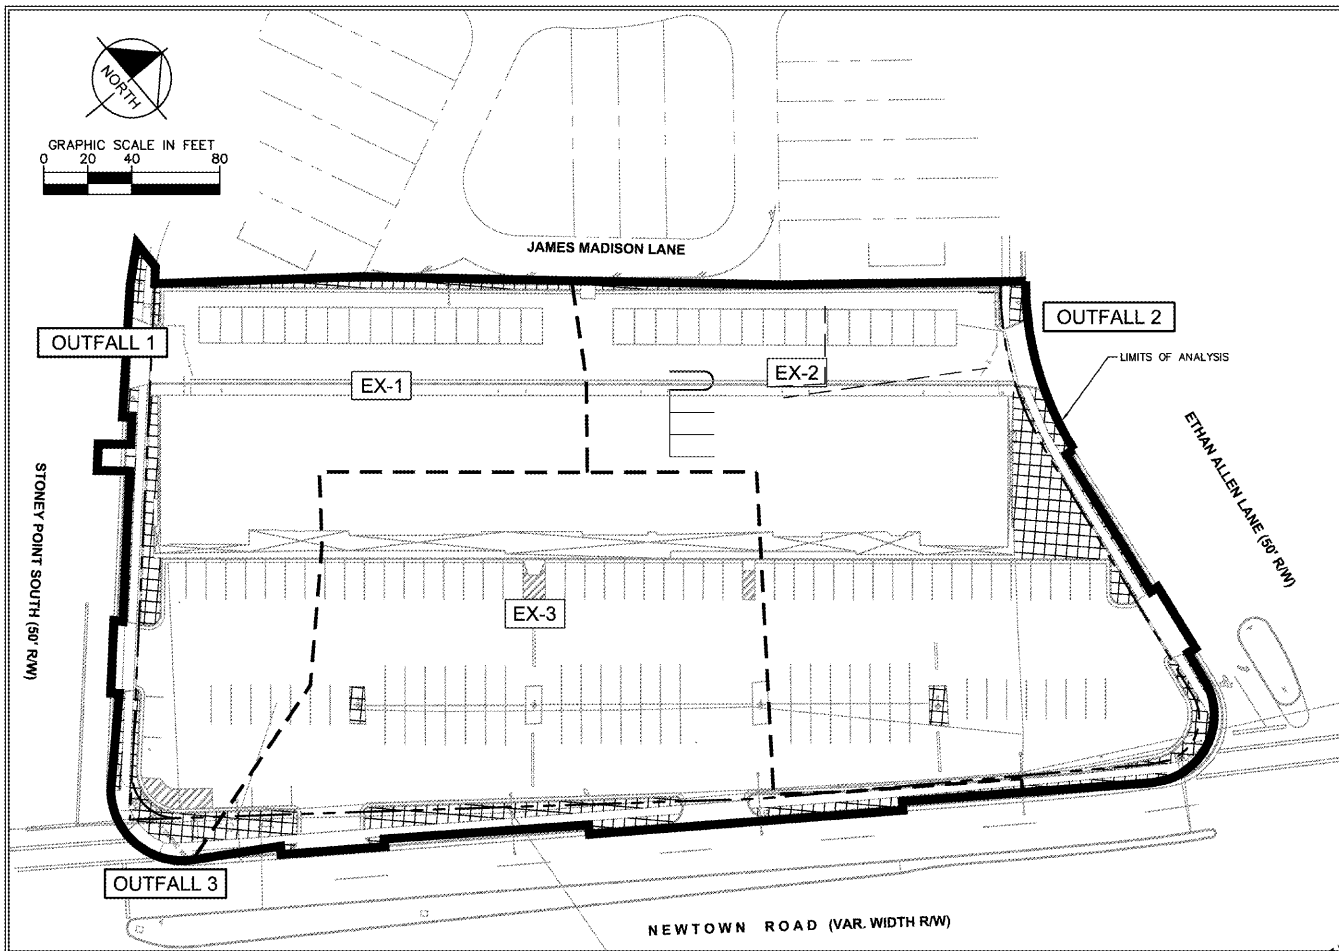 NORTH
GRAPHIC SCALE IN FEET
0 20 40 80
JAMES MADISON LANE
OUTFALL 1
OUTFALL 2
LIMITS OF ANALYSIS
EX-1
EX-2
ETHAN ALLEN LANE (50' R/W)
STONEY POINT SOUTH (50' R/W)
EX-3
OUTFALL 3
NEWTOWN ROAD (VAR. WIDTH R/W)